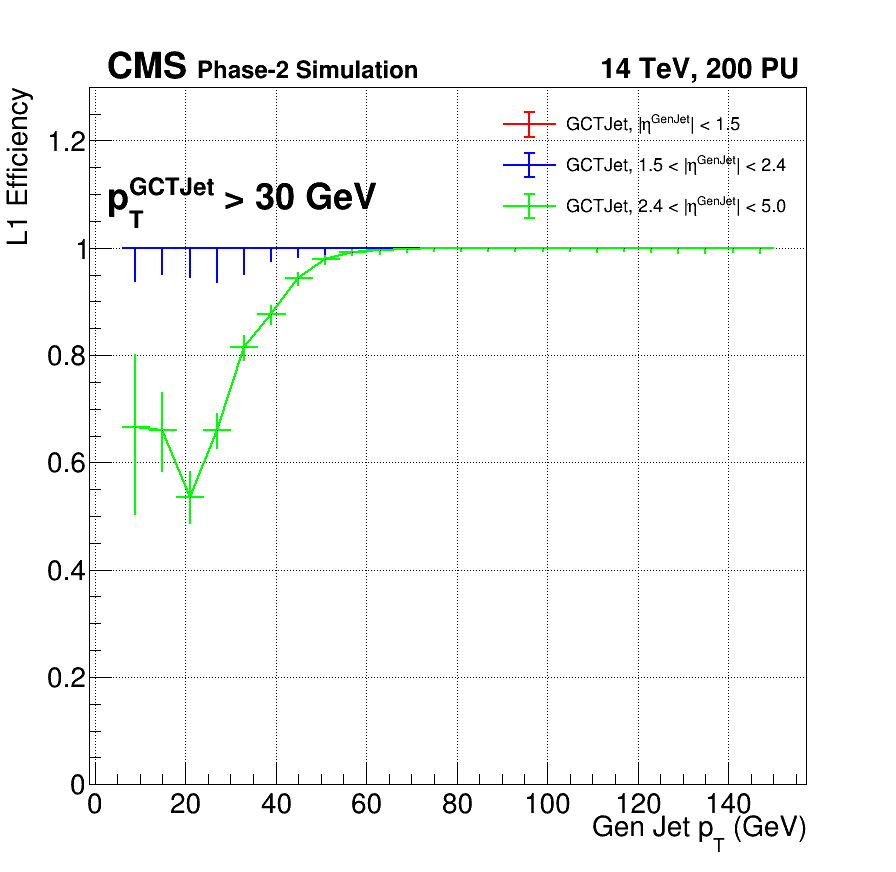 CMS Phase-2 Simulation 14 TeV, 200 PU
L1 Efficiency
GCTJet, |η^GenJet| < 1.5
GCTJet, 1.5 < |η^GenJet| < 2.4
GCTJet, 2.4 < |η^GenJet| < 5.0
p_T^GCTJet > 30 GeV
1.2
1
0.8
0.6
0.4
0.2
0
0 20 40 60 80 100 120 140
Gen Jet p_T (GeV)